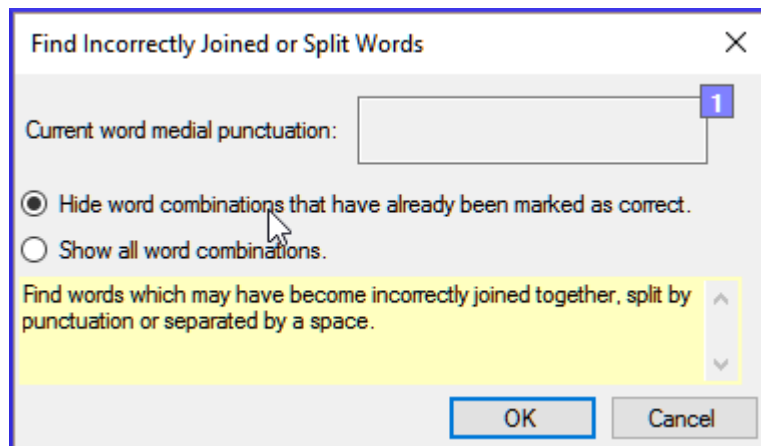 Find Incorrectly Joined or Split Words
1
Current word medial punctuation:
Hide word combinations that have already been marked as correct.
Show all word combinations.
Find words which may have become incorrectly joined together, split by
punctuation or separated by a space.
OK Cancel